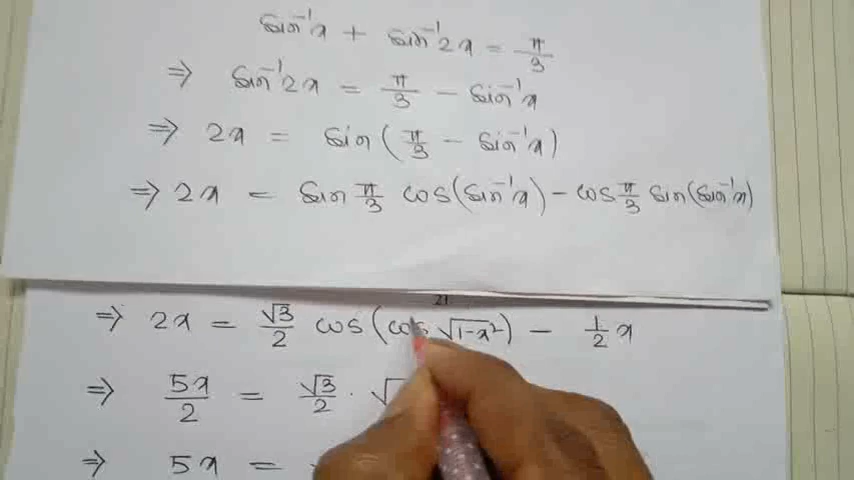 sin⁻¹x + sin⁻¹2x = π/3
⇒ sin⁻¹2x = π/3 − sin⁻¹x
⇒ 2x = sin(π/3 − sin⁻¹x)
⇒ 2x = sin π/3 cos(sin⁻¹x) − cos π/3 sin(sin⁻¹x)
21
⇒ 2x = √3/2 cos(cos √(1−x²)) − 1/2 x
⇒ 5x/2 = √3/2 · √
⇒ 5x =